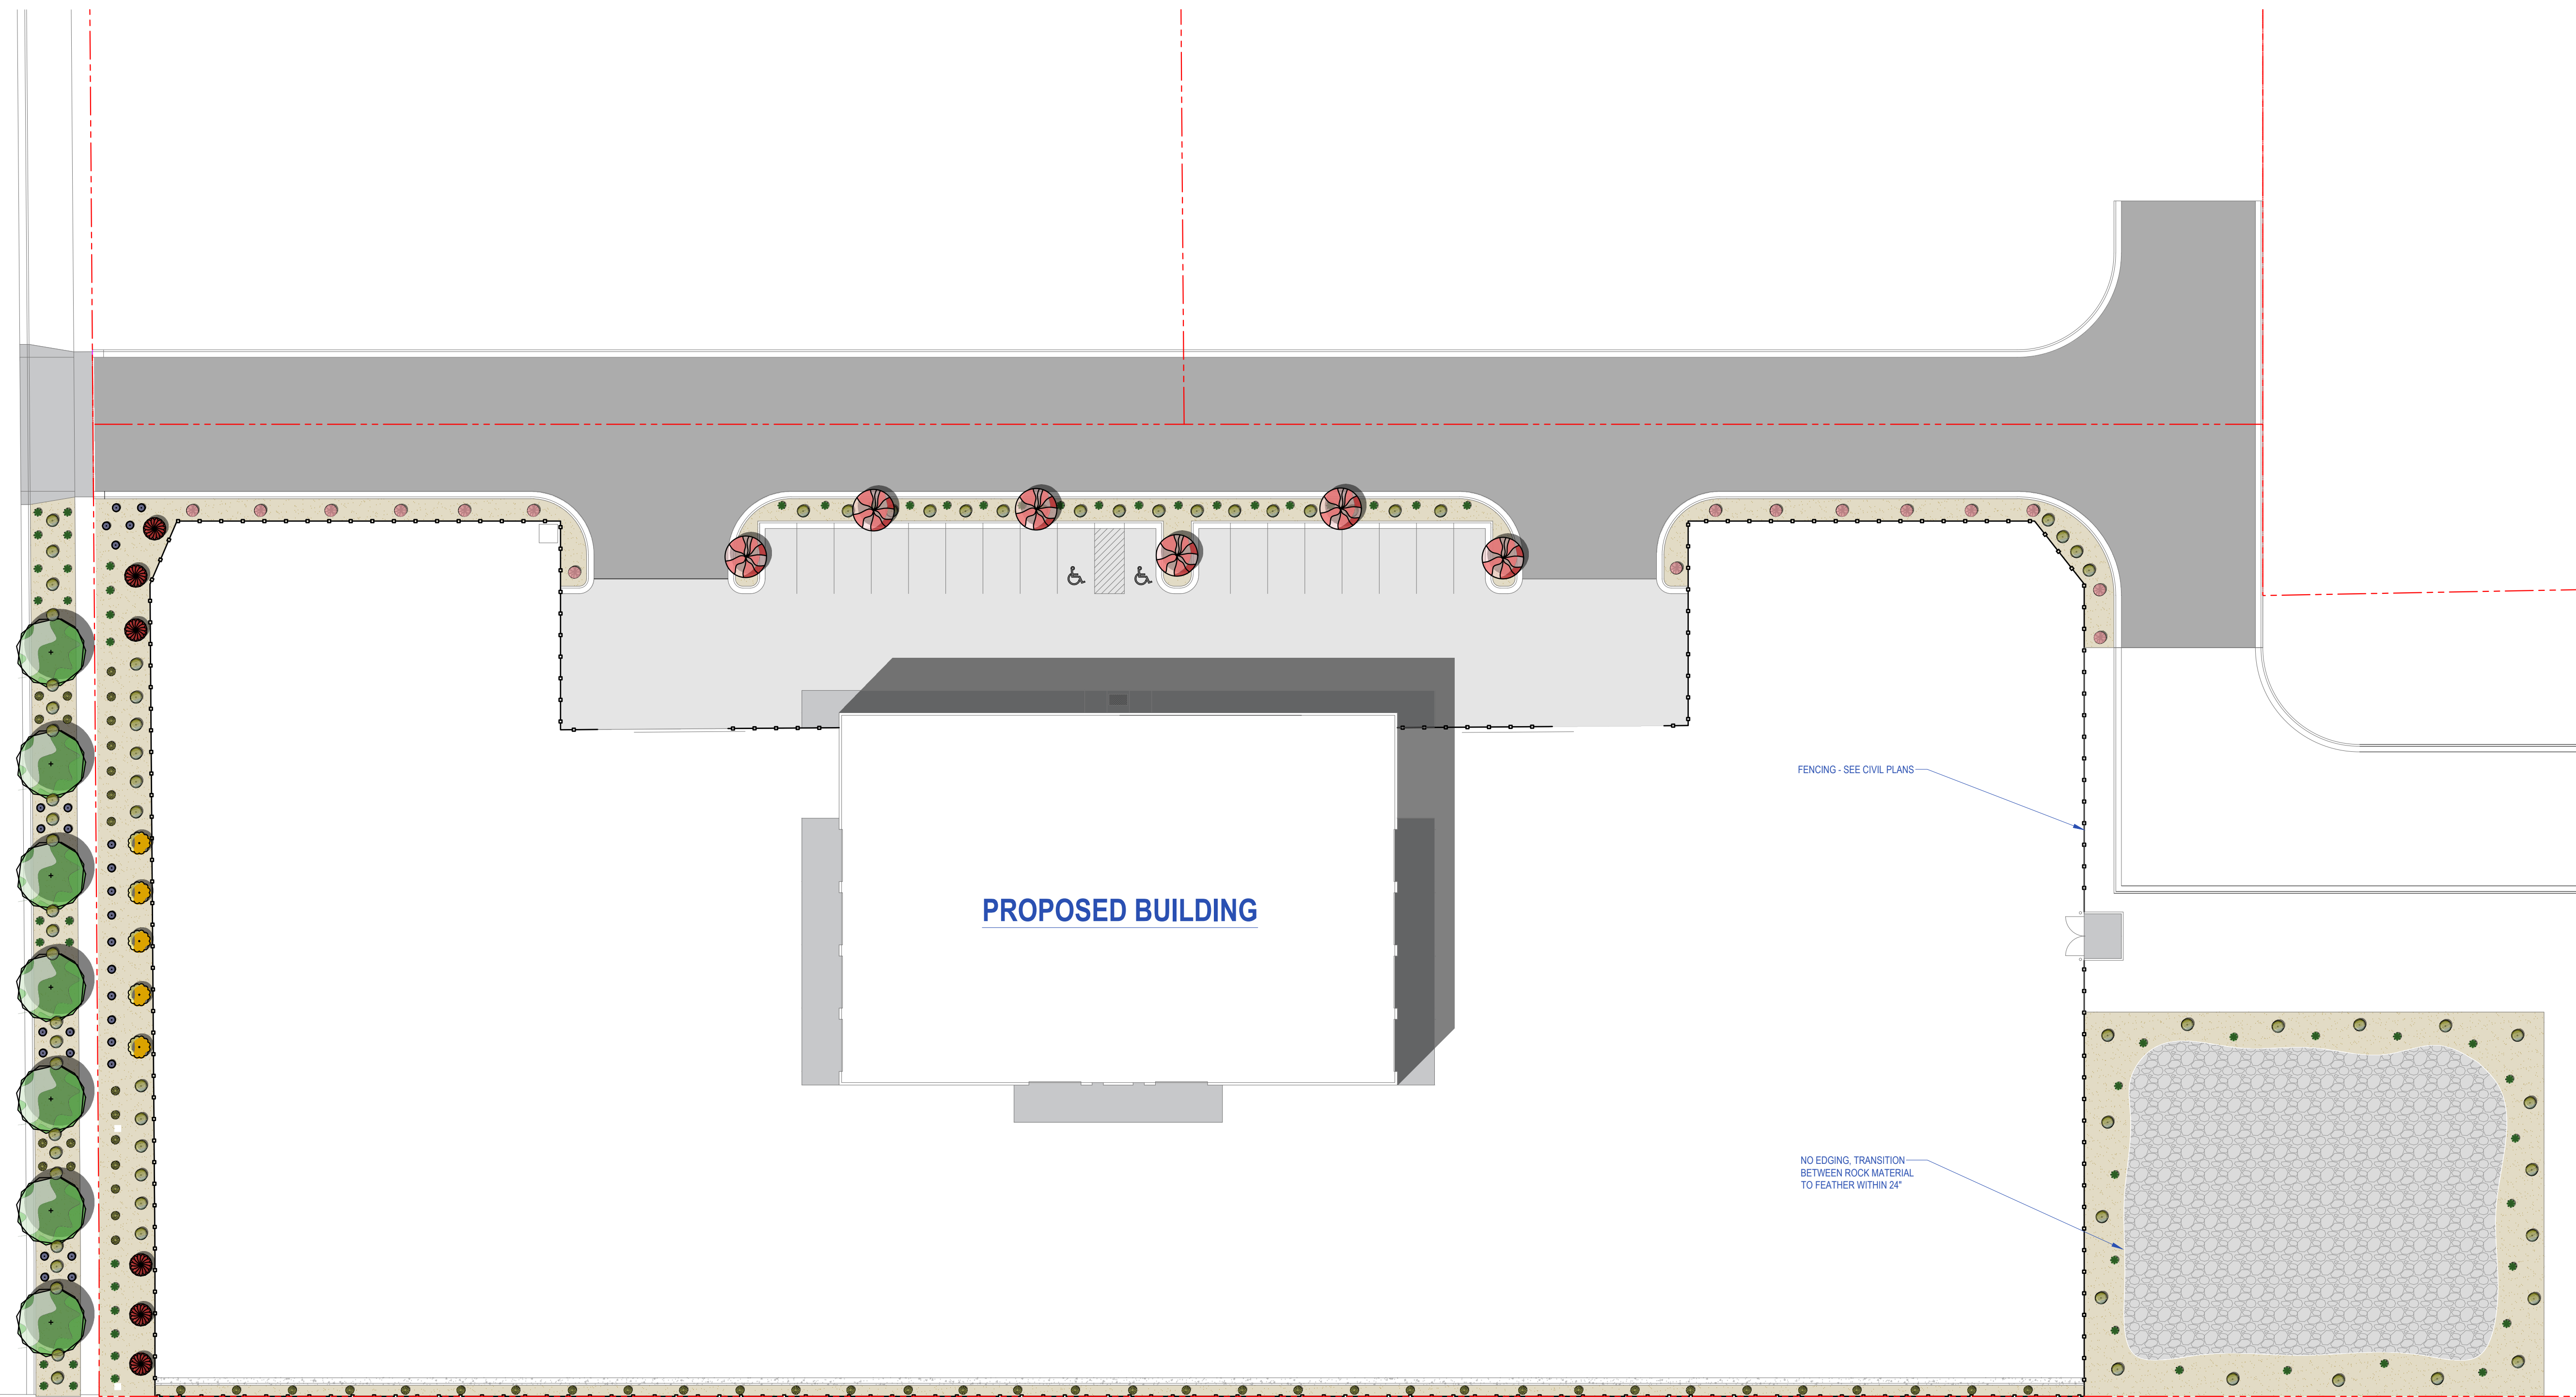 FENCING - SEE CIVIL PLANS
PROPOSED BUILDING
NO EDGING, TRANSITION
BETWEEN ROCK MATERIAL
TO FEATHER WITHIN 24"